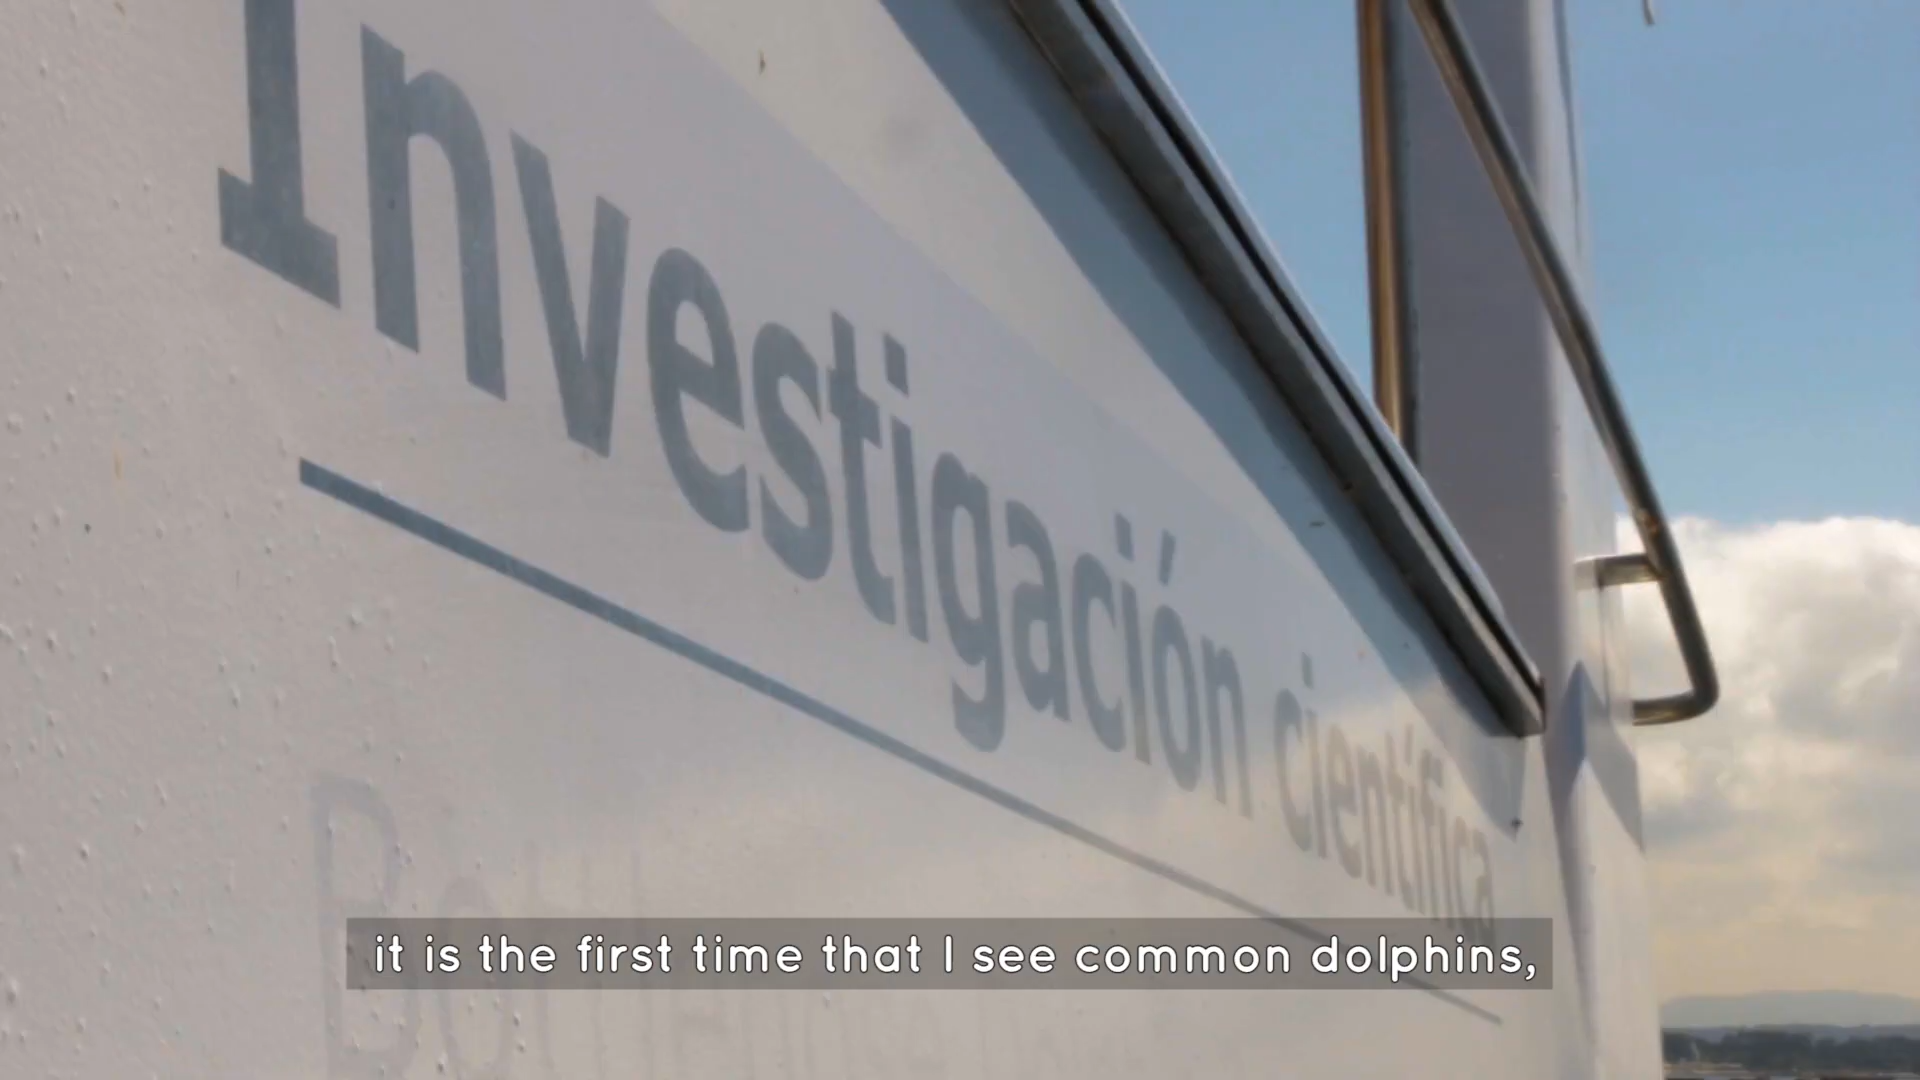 Investigación científica
it is the first time that I see common dolphins,